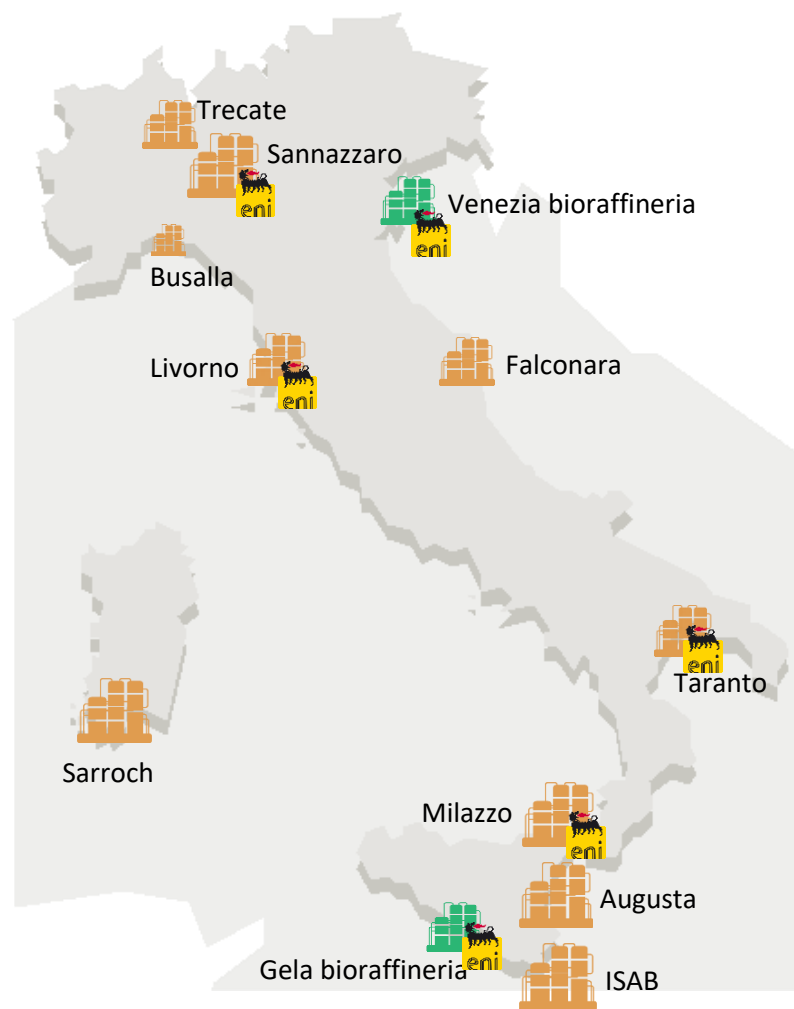 Trecate
Sannazzaro
eni
Venezia bioraffineria
eni
Busalla
Livorno
eni
Falconara
eni
Taranto
Sarroch
Milazzo
eni
Augusta
Gela bioraffineria
eni
ISAB